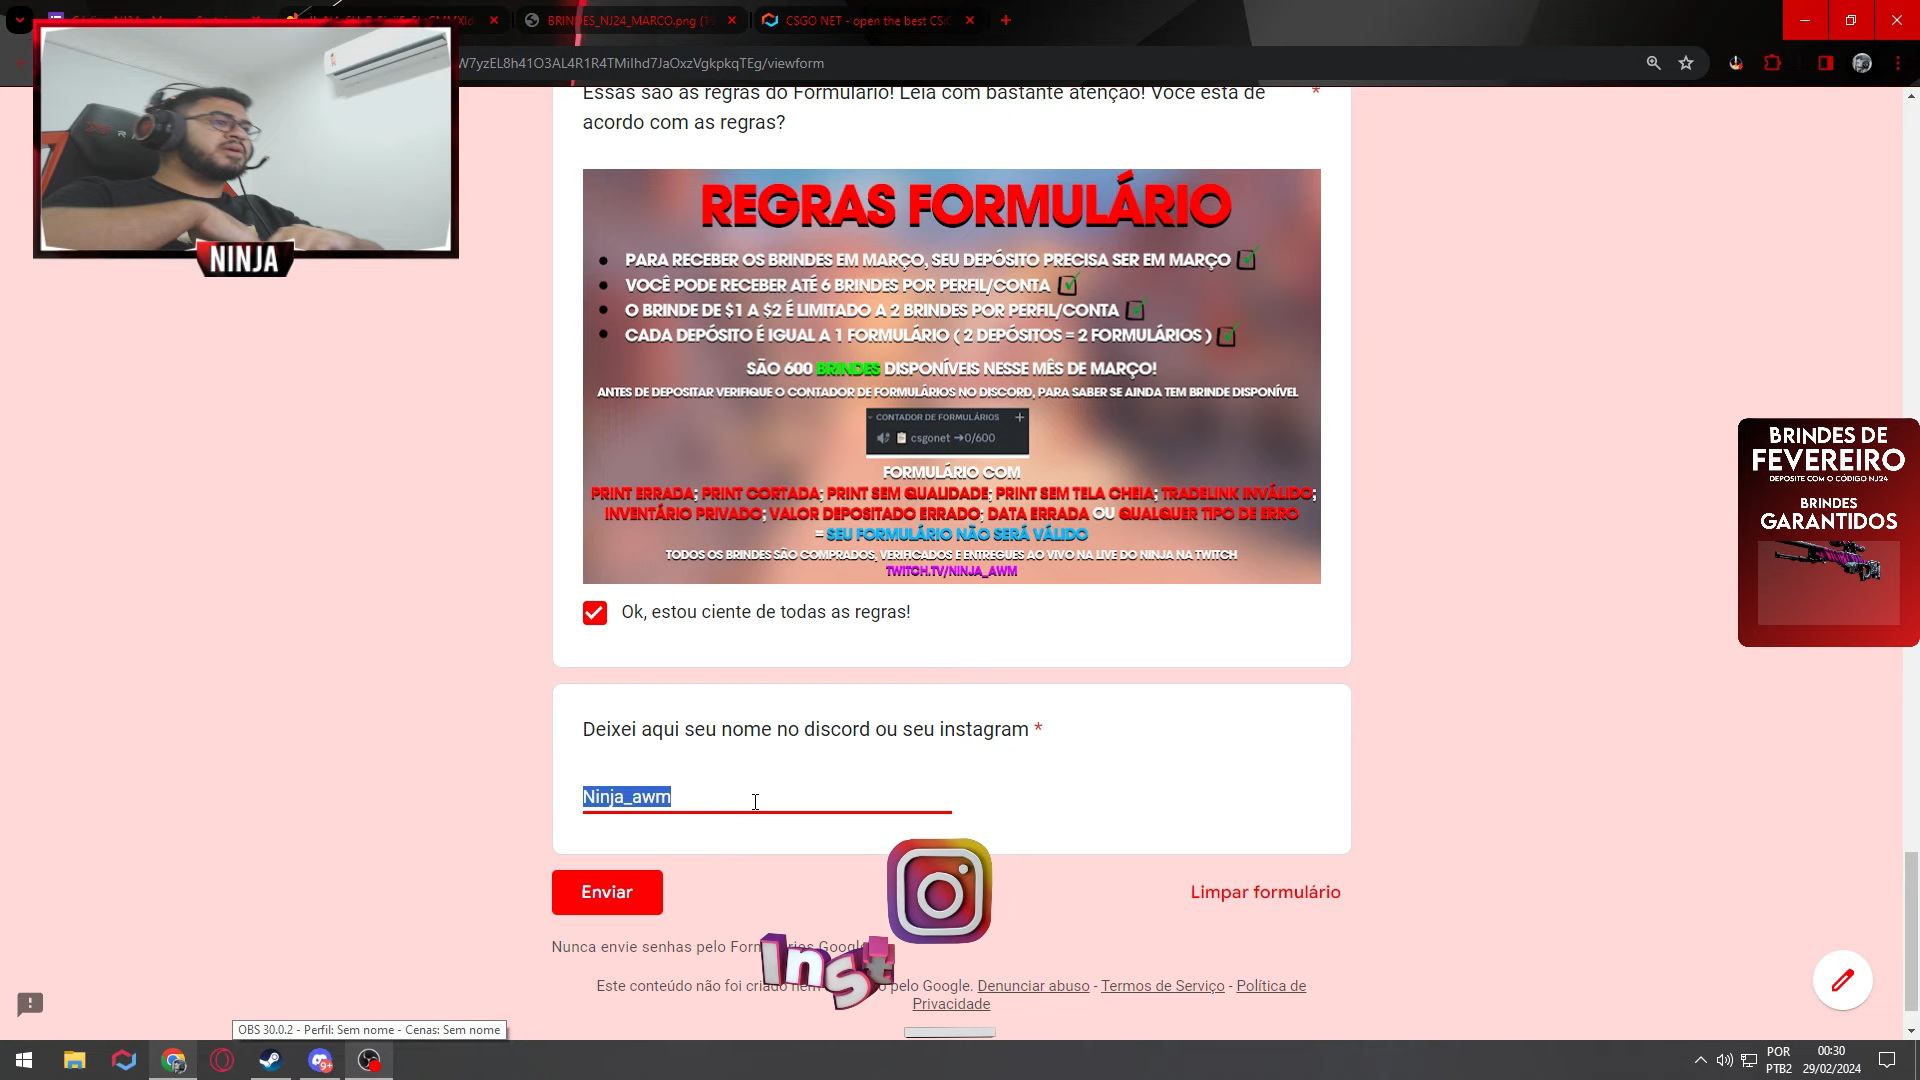 BRINDES_NJ24_MARCO.png (1
CSGO NET - open the best CS:
W7yzEL8h41O3AL4R1R4TMiIhd7JaOxzVgkpkqTEg/viewform
NINJA
Essas são as regras do Formulário! Leia com bastante atenção! Você está de *
acordo com as regras?
REGRAS FORMULÁRIO
PARA RECEBER OS BRINDES EM MARÇO, SEU DEPÓSITO PRECISA SER EM MARÇO
VOCÊ PODE RECEBER ATÉ 6 BRINDES POR PERFIL/CONTA
O BRINDE DE $1 A $2 É LIMITADO A 2 BRINDES POR PERFIL/CONTA
CADA DEPÓSITO É IGUAL A 1 FORMULÁRIO ( 2 DEPÓSITOS = 2 FORMULÁRIOS )
SÃO 600 BRINDES DISPONÍVEIS NESSE MÊS DE MARÇO!
ANTES DE DEPOSITAR VERIFIQUE O CONTADOR DE FORMULÁRIOS NO DISCORD, PARA SABER SE AINDA TEM BRINDE DISPONÍVEL
CONTADOR DE FORMULÁRIOS +
csgonet ➔0/600
FORMULÁRIO COM
PRINT ERRADA; PRINT CORTADA; PRINT SEM QUALIDADE; PRINT SEM TELA CHEIA; TRADELINK INVÁLIDO;
INVENTÁRIO PRIVADO; VALOR DEPOSITADO ERRADO; DATA ERRADA OU QUALQUER TIPO DE ERRO
= SEU FORMULÁRIO NÃO SERÁ VÁLIDO
TODOS OS BRINDES SÃO COMPRADOS, VERIFICADOS E ENTREGUES AO VIVO NA LIVE DO NINJA NA TWITCH
TWITCH.TV/NINJA_AWM
Ok, estou ciente de todas as regras!
BRINDES DE
FEVEREIRO
DEPOSITE COM O CÓDIGO NJ24
BRINDES
GARANTIDOS
Deixei aqui seu nome no discord ou seu instagram *
Ninja_awm
Enviar
Limpar formulário
Nunca envie senhas pelo Formulários Google
Inst
Este conteúdo não foi criado nem pelo Google. Denunciar abuso - Termos de Serviço - Política de
Privacidade
OBS 30.0.2 - Perfil: Sem nome - Cenas: Sem nome
9+
POR
PTB2
00:30
29/02/2024